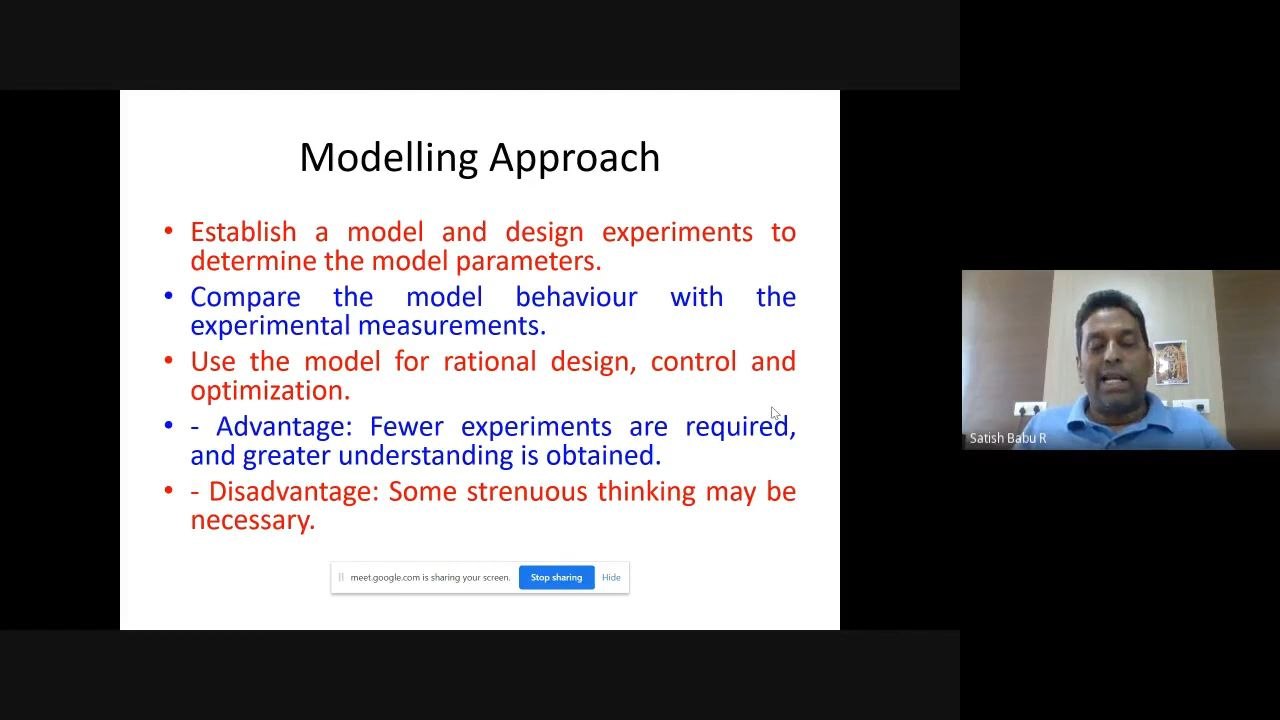 Modelling Approach
• Establish a model and design experiments to
determine the model parameters.
• Compare the model behaviour with the
experimental measurements.
• Use the model for rational design, control and
optimization.
• - Advantage: Fewer experiments are required,
and greater understanding is obtained.
• - Disadvantage: Some strenuous thinking may be
necessary.
meet.google.com is sharing your screen. Stop sharing Hide
Satish Babu R